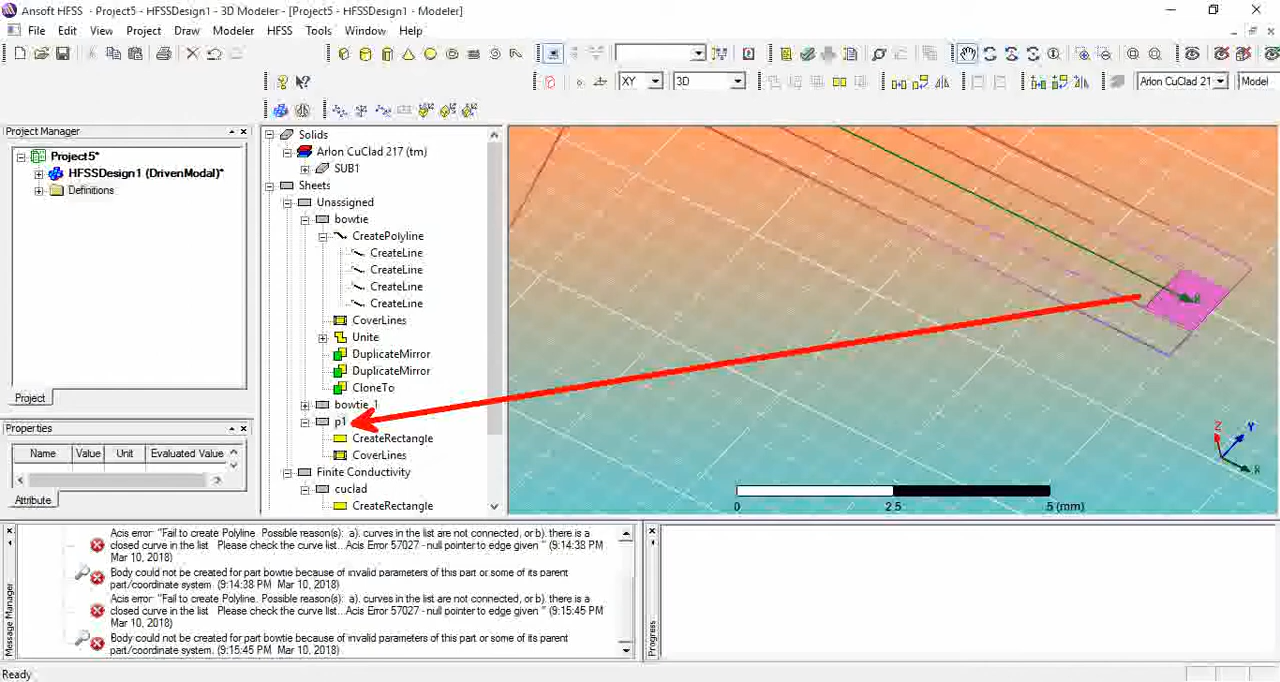 Ansoft HFSS - Project5 - HFSSDesign1 - 3D Modeler - [Project5 - HFSSDesign1 - Modeler]
File Edit View Project Draw Modeler HFSS Tools Window Help
XY 3D Arlon CuClad 21 Model
Project Manager
Project5*
HFSSDesign1 (DrivenModal)*
Definitions
Project
Properties
Name Value Unit Evaluated Value
Attribute
Solids
Arlon CuClad 217 (tm)
SUB1
Sheets
Unassigned
bowtie
CreatePolyline
CreateLine
CreateLine
CreateLine
CreateLine
CoverLines
Unite
DuplicateMirror
DuplicateMirror
CloneTo
bowtie_1
p1
CreateRectangle
CoverLines
Finite Conductivity
cuclad
CreateRectangle
Z
Y
X
0 2.5 5 (mm)
Message Manager
Acis error "Fail to create Polyline. Possible reason(s): a). curves in the list are not connected, or b). there is a
closed curve in the list Please check the curve list...Acis Error 57027 - null pointer to edge given " (9:14:38 PM
Mar 10, 2018)
Body could not be created for part bowtie because of invalid parameters of this part or some of its parent
part/coordinate system. (9:14:38 PM Mar 10, 2018)
Acis error "Fail to create Polyline. Possible reason(s): a). curves in the list are not connected, or b). there is a
closed curve in the list Please check the curve list...Acis Error 57027 - null pointer to edge given " (9:15:45 PM
Mar 10, 2018)
Body could not be created for part bowtie because of invalid parameters of this part or some of its parent
part/coordinate system. (9:15:45 PM Mar 10, 2018)
Progress
Ready